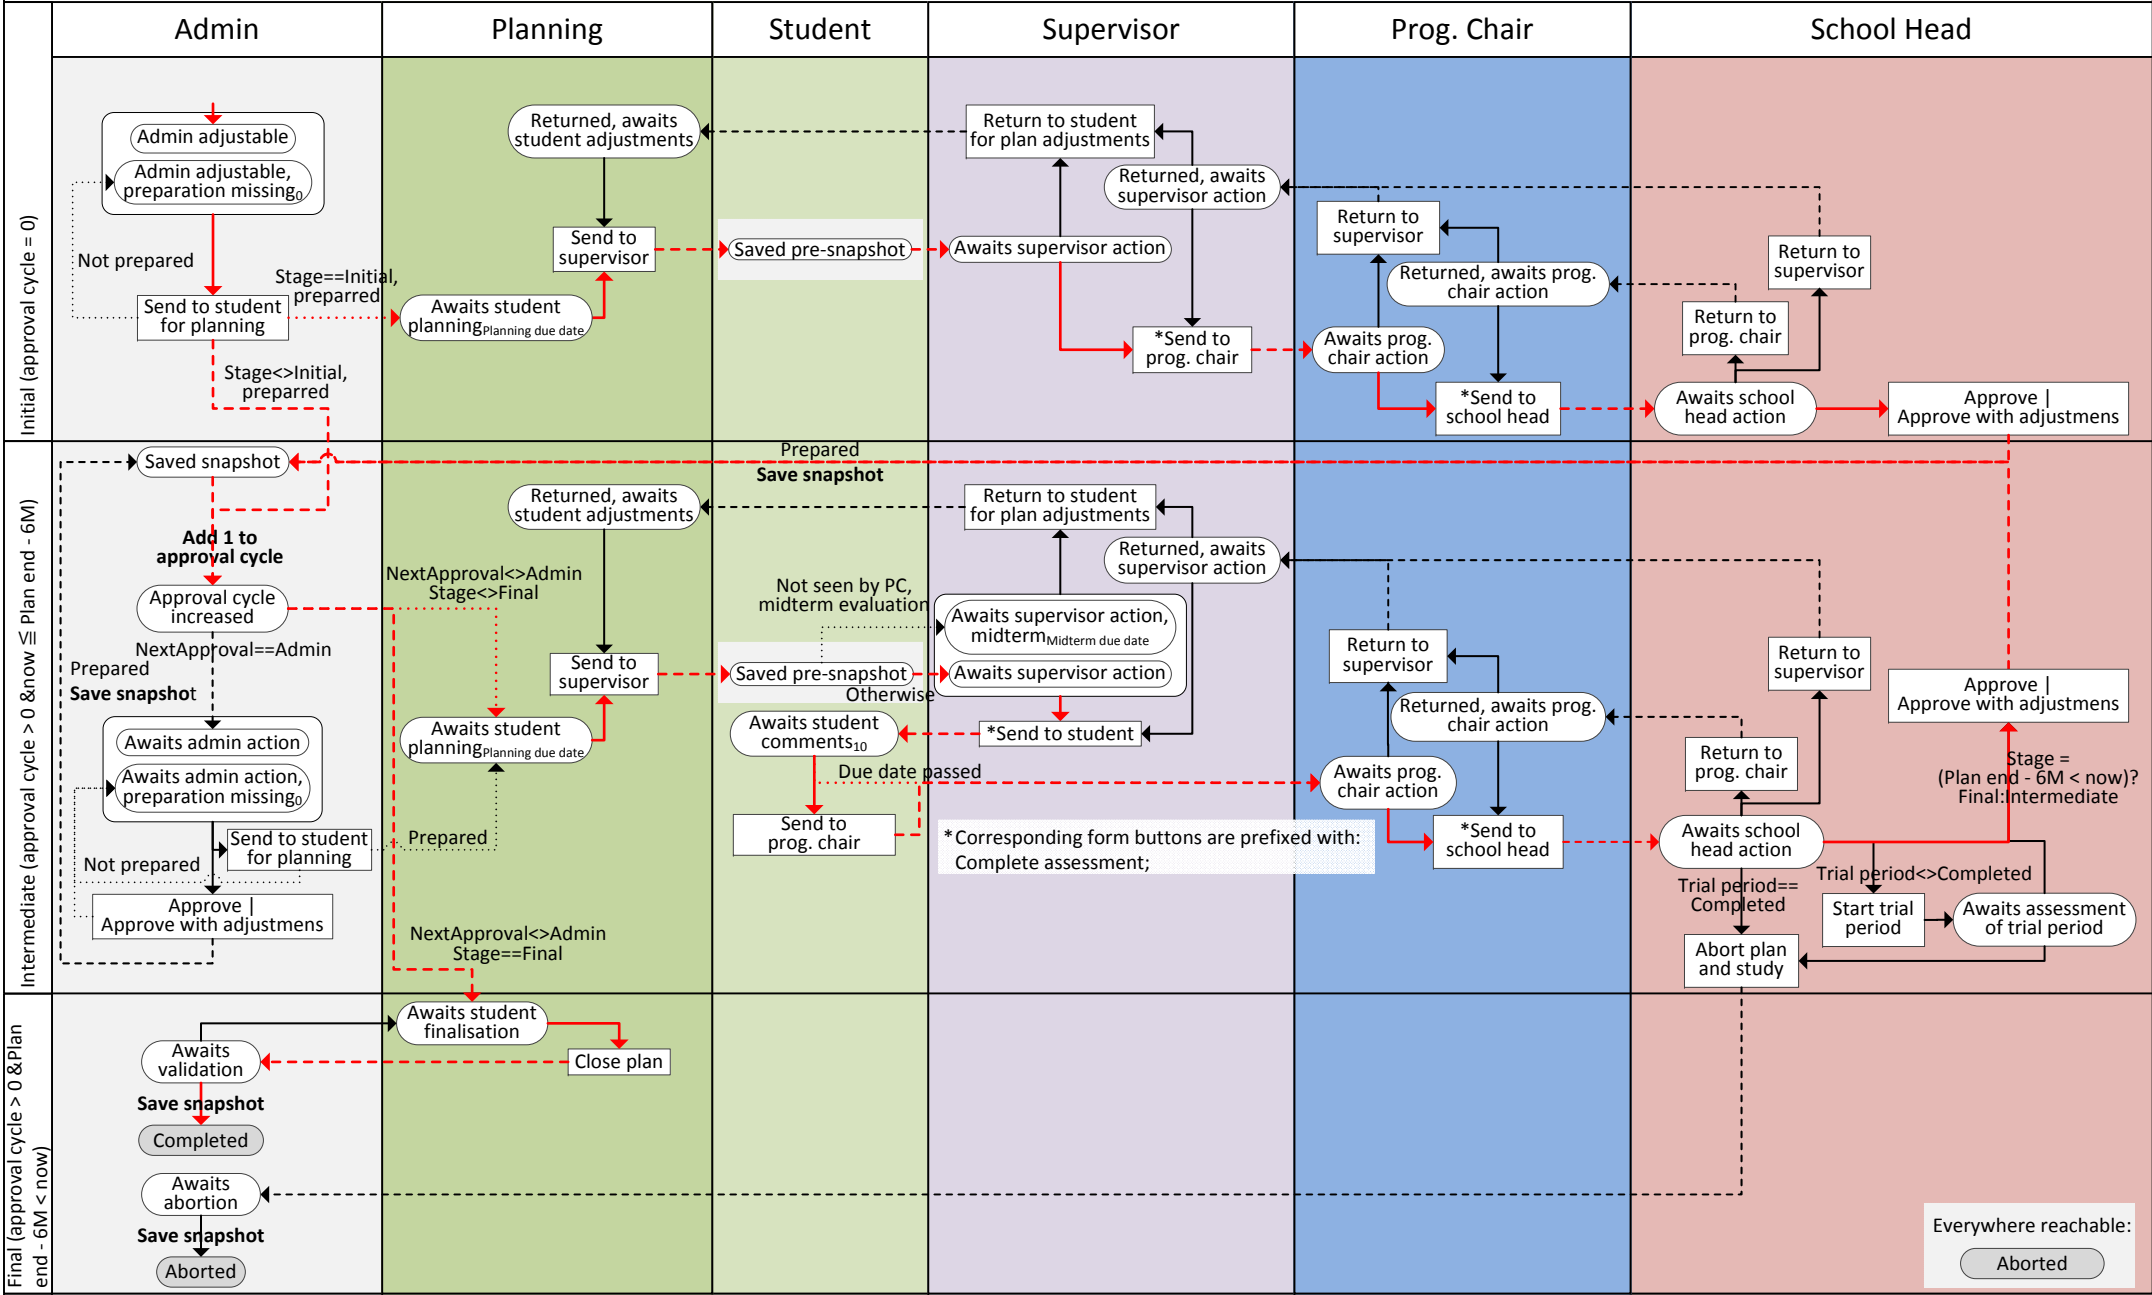 Admin
Planning
Student
Supervisor
Prog. Chair
School Head
Initial (approval cycle = 0)
Admin adjustable
Admin adjustable,
preparation missing0
Not prepared
Send to student
for planning
Stage==Initial,
preparred
Stage<>Initial,
preparred
Returned, awaits
student adjustments
Send to
supervisor
Awaits student
planningPlanning due date
Saved pre-snapshot
Return to student
for plan adjustments
Returned, awaits
supervisor action
Awaits supervisor action
*Send to
prog. chair
Return to
supervisor
Returned, awaits prog.
chair action
Awaits prog.
chair action
*Send to
school head
Return to
supervisor
Return to
prog. chair
Awaits school
head action
Approve |
Approve with adjustmens
Intermediate (approval cycle > 0 &now ≦ Plan end - 6M)
Saved snapshot
Prepared
Save snapshot
Add 1 to
approval cycle
Approval cycle
increased
NextApproval==Admin
Prepared
Save snapshot
Awaits admin action
Awaits admin action,
preparation missing0
Send to student
for planning
Not prepared
Approve |
Approve with adjustmens
Prepared
Returned, awaits
student adjustments
NextApproval<>Admin
Stage<>Final
Send to
supervisor
Awaits student
planningPlanning due date
NextApproval<>Admin
Stage==Final
Not seen by PC,
midterm evaluation
Saved pre-snapshot
Otherwise
Awaits student
comments10
Due date passed
Send to
prog. chair
Return to student
for plan adjustments
Returned, awaits
supervisor action
Awaits supervisor action,
midtermMidterm due date
Awaits supervisor action
*Send to student
*Corresponding form buttons are prefixed with:
Complete assessment;
Return to
supervisor
Returned, awaits prog.
chair action
Awaits prog.
chair action
*Send to
school head
Return to
supervisor
Return to
prog. chair
Awaits school
head action
Approve |
Approve with adjustmens
Stage =
(Plan end - 6M < now)?
Final:Intermediate
Trial period==
Completed
Trial period<>Completed
Start trial
period
Awaits assessment
of trial period
Abort plan
and study
Final (approval cycle > 0 &Plan
end - 6M < now)
Awaits student
finalisation
Close plan
Awaits
validation
Save snapshot
Completed
Awaits
abortion
Save snapshot
Aborted
Everywhere reachable:
Aborted